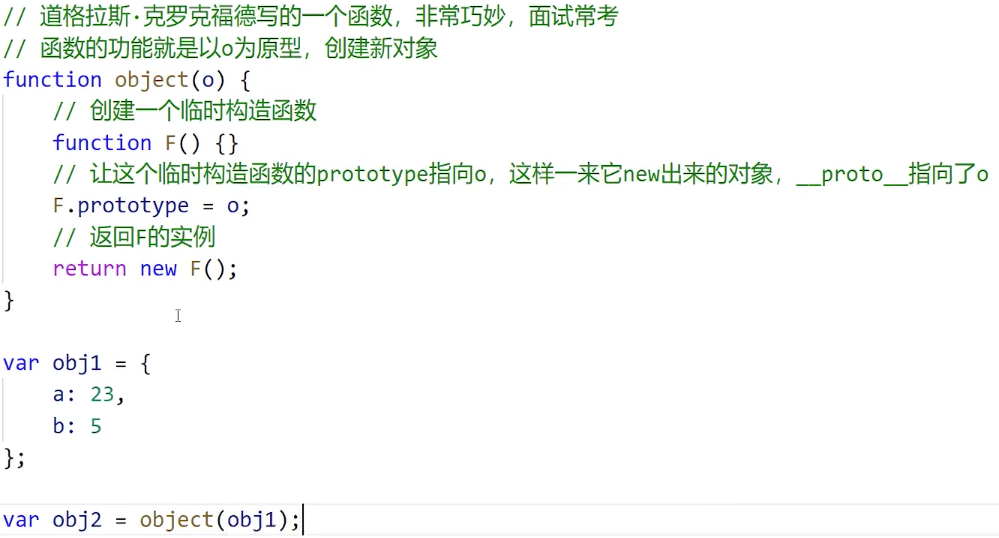 // 道格拉斯·克罗克福德写的一个函数，非常巧妙，面试常考
// 函数的功能就是以o为原型，创建新对象
function object(o) {
    // 创建一个临时构造函数
    function F() {}
    // 让这个临时构造函数的prototype指向o，这样一来它new出来的对象，__proto__指向了o
    F.prototype = o;
    // 返回F的实例
    return new F();
}
var obj1 = {
    a: 23,
    b: 5
};
var obj2 = object(obj1);